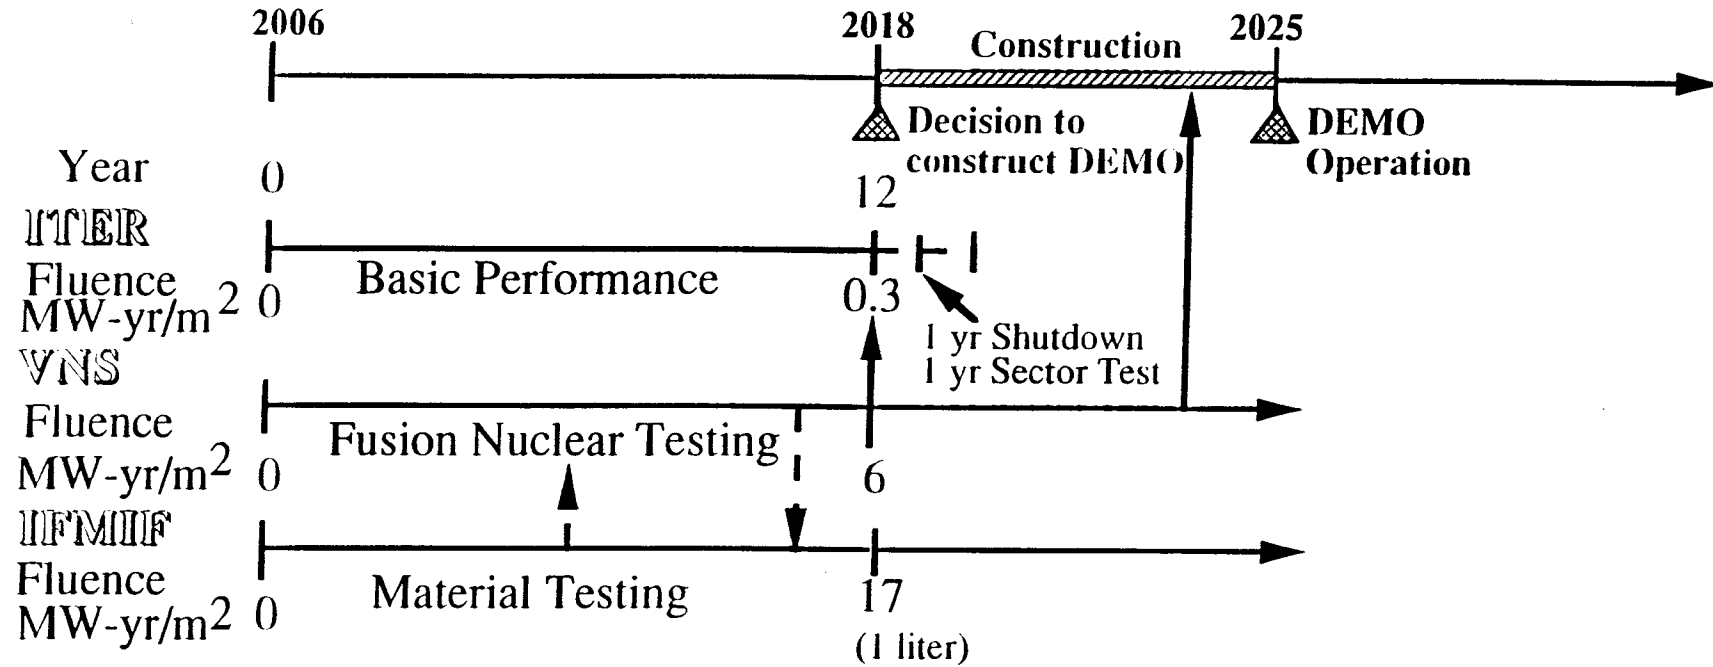 2006 2018 2025
Construction
Decision to
construct DEMO
DEMO
Operation
Year 0 12
ITER
Fluence
MW-yr/m2 0 Basic Performance 0.3
1 yr Shutdown
1 yr Sector Test
VNS
Fluence
MW-yr/m2 0 Fusion Nuclear Testing 6
IFMIF
Fluence
MW-yr/m2 0 Material Testing 17
(1 liter)